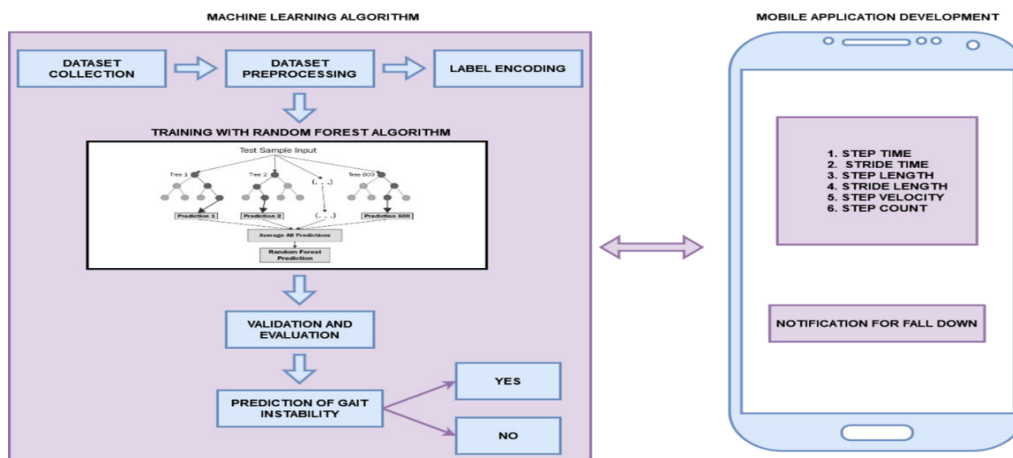 MACHINE LEARNING ALGORITHM
DATASET
COLLECTION
DATASET
PREPROCESSING
LABEL ENCODING
TRAINING WITH RANDOM FOREST ALGORITHM
Test Sample Input
Tree 1
Tree 2
(. . .)
Tree 600
Prediction 1
Prediction 2
(. . .)
Prediction 600
Average All Predictions
Random Forest
Prediction
VALIDATION AND
EVALUATION
PREDICTION OF GAIT
INSTABILITY
YES
NO
MOBILE APPLICATION DEVELOPMENT
1. STEP TIME
2. STRIDE TIME
3. STEP LENGTH
4. STRIDE LENGTH
5. STEP VELOCITY
6. STEP COUNT
NOTIFICATION FOR FALL DOWN